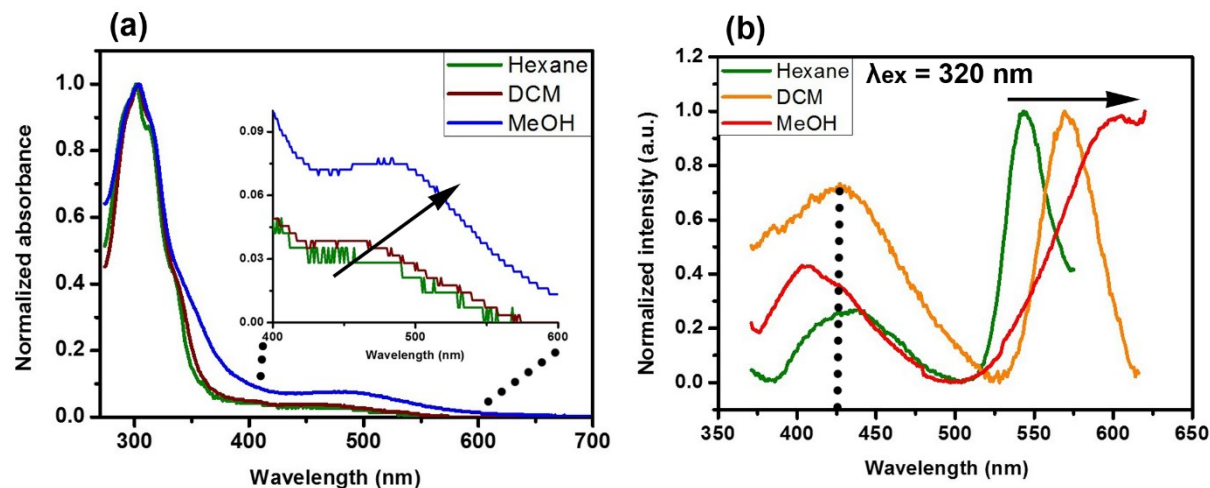 (a)
Hexane
DCM
MeOH
Normalized absorbance
1.0
0.8
0.6
0.4
0.2
0.0
300
400
500
600
700
Wavelength (nm)
0.09
0.06
0.03
0.00
400
500
600
Wavelength (nm)
(b)
λex = 320 nm
Hexane
DCM
MeOH
Normalized intensity (a.u.)
1.2
1.0
0.8
0.6
0.4
0.2
0.0
350
400
450
500
550
600
650
Wavelength (nm)